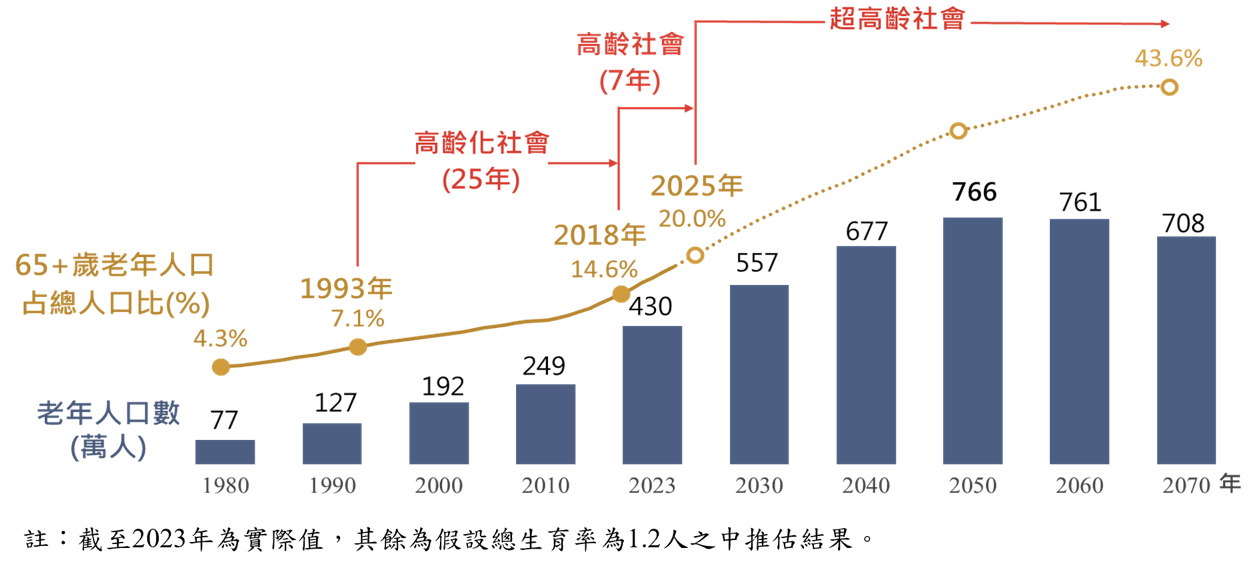 超高齡社會
高齡社會
(7年)
43.6%
高齡化社會
(25年)
2025年
20.0%
766
761
708
677
2018年
14.6%
557
65+歲老年人口
占總人口比(%)
1993年
7.1%
430
4.3%
249
192
127
77
老年人口數
(萬人)
1980 1990 2000 2010 2023 2030 2040 2050 2060 2070 年
註：截至2023年為實際值，其餘為假設總生育率為1.2人之中推估結果。